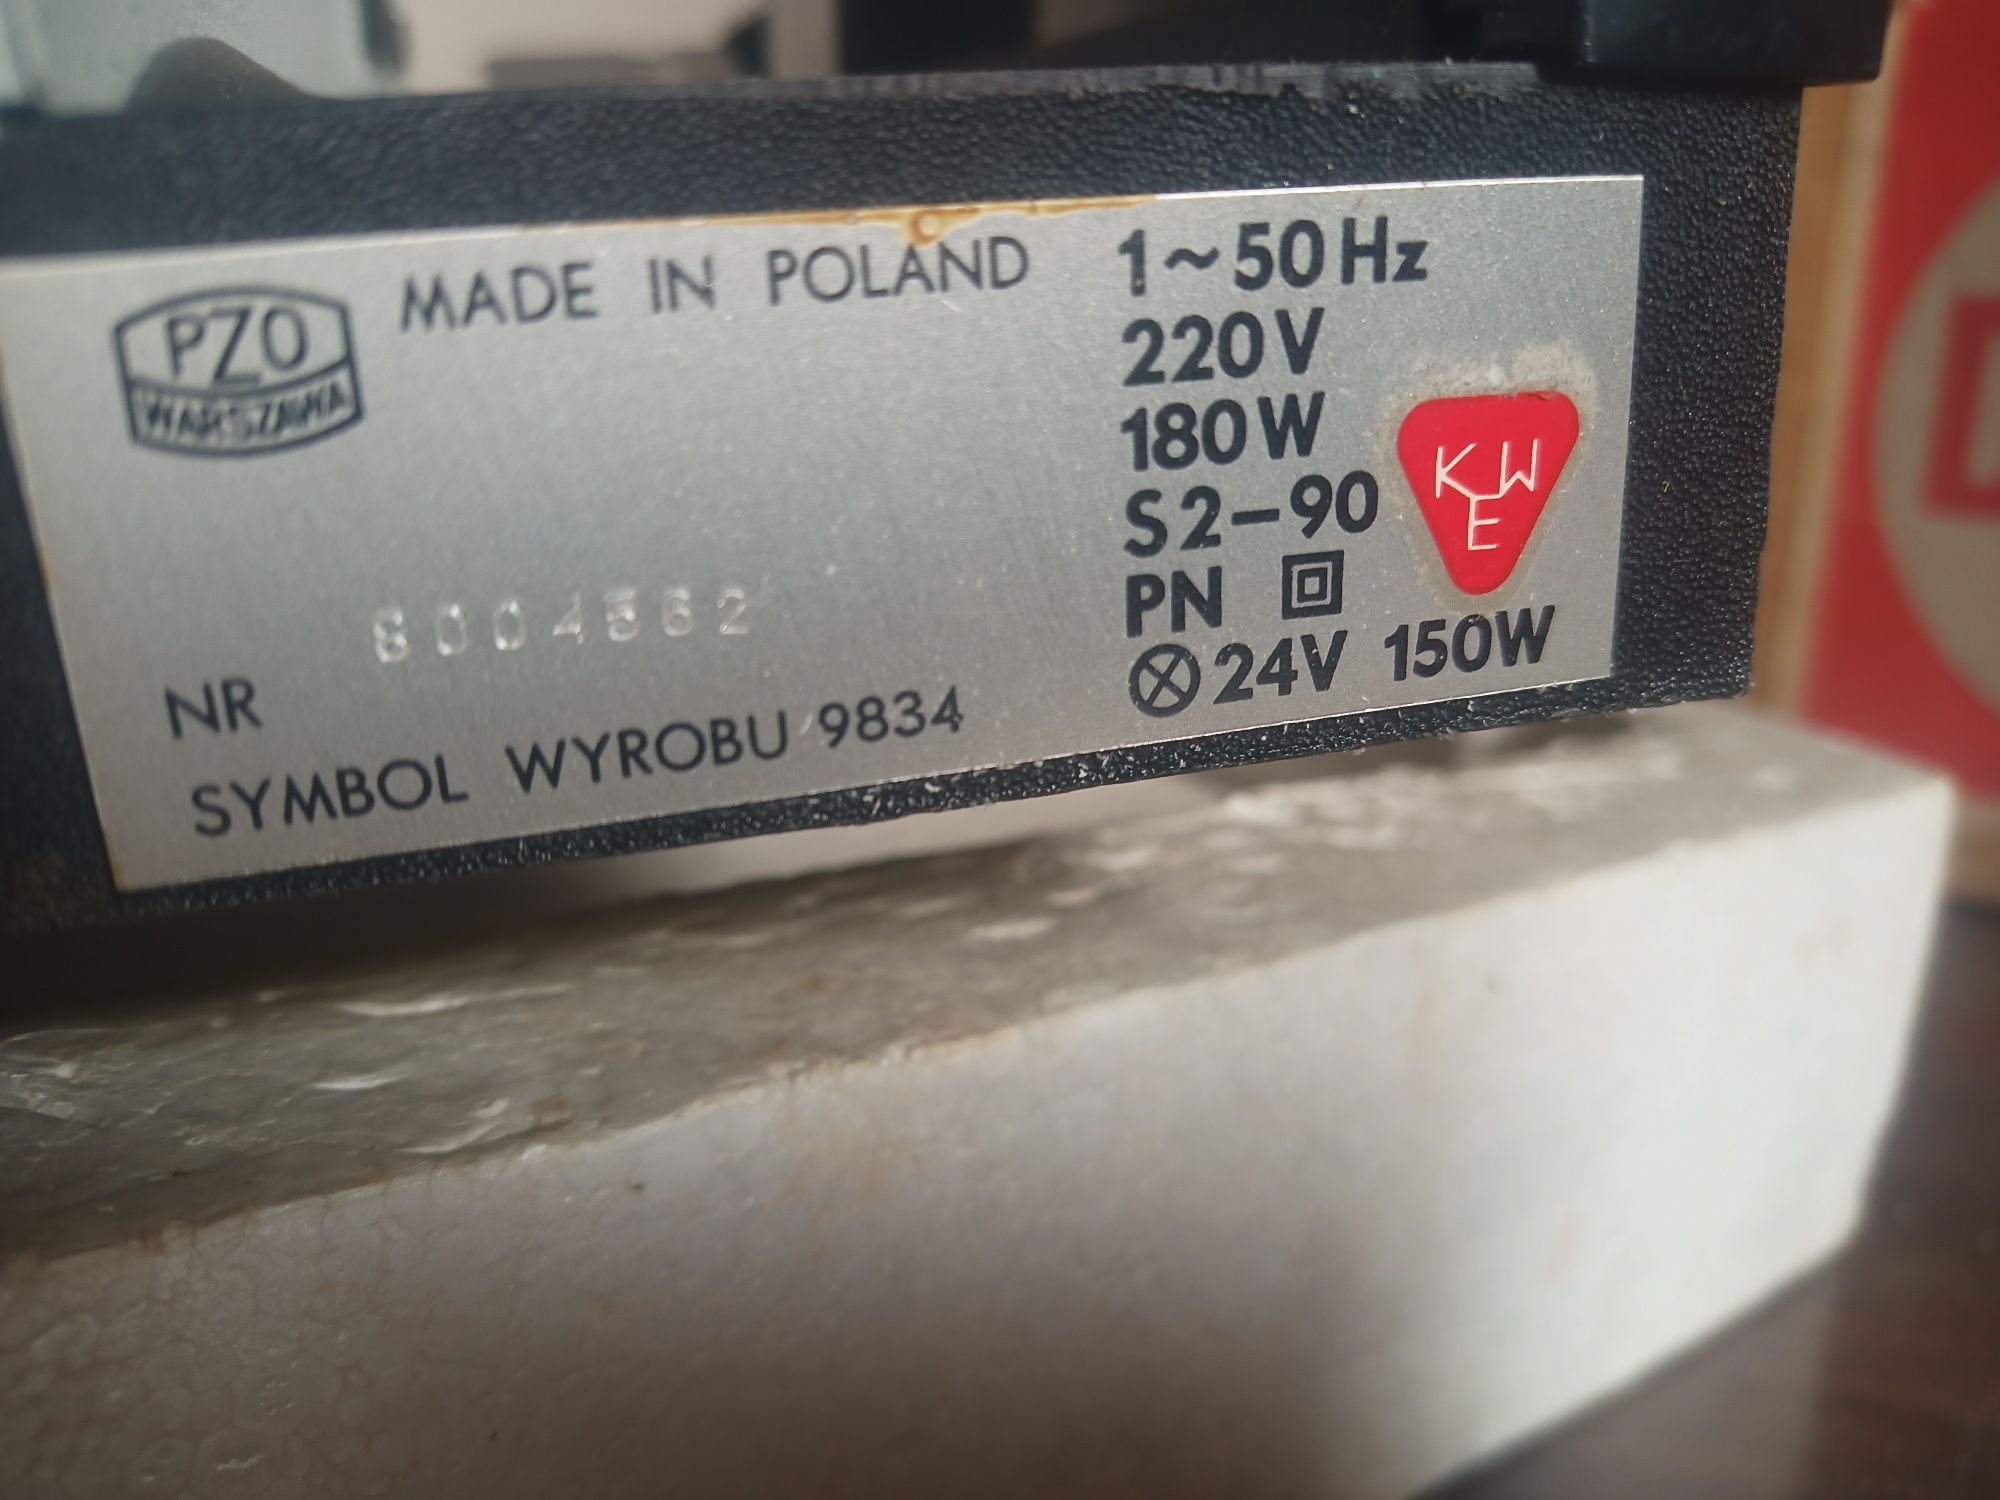 PZO
WARSZAWA
MADE IN POLAND
NR 8004562
SYMBOL WYROBU 9834
1~50Hz
220V
180W
S2-90
PN
24V 150W
KWE